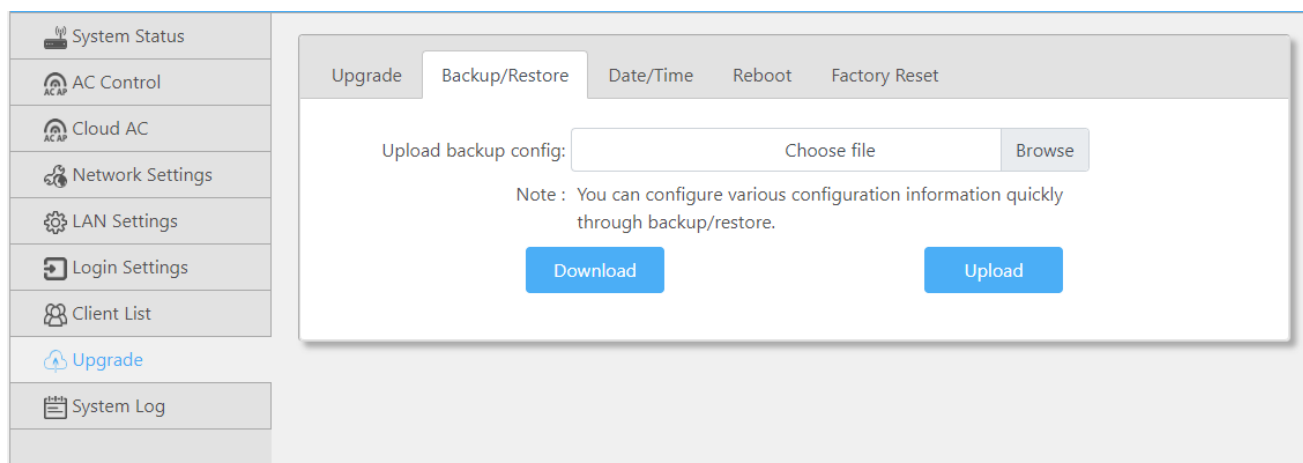 System Status
AC Control
Cloud AC
Network Settings
LAN Settings
Login Settings
Client List
Upgrade
System Log
Upgrade Backup/Restore Date/Time Reboot Factory Reset
Upload backup config: Choose file Browse
Note : You can configure various configuration information quickly
through backup/restore.
Download Upload